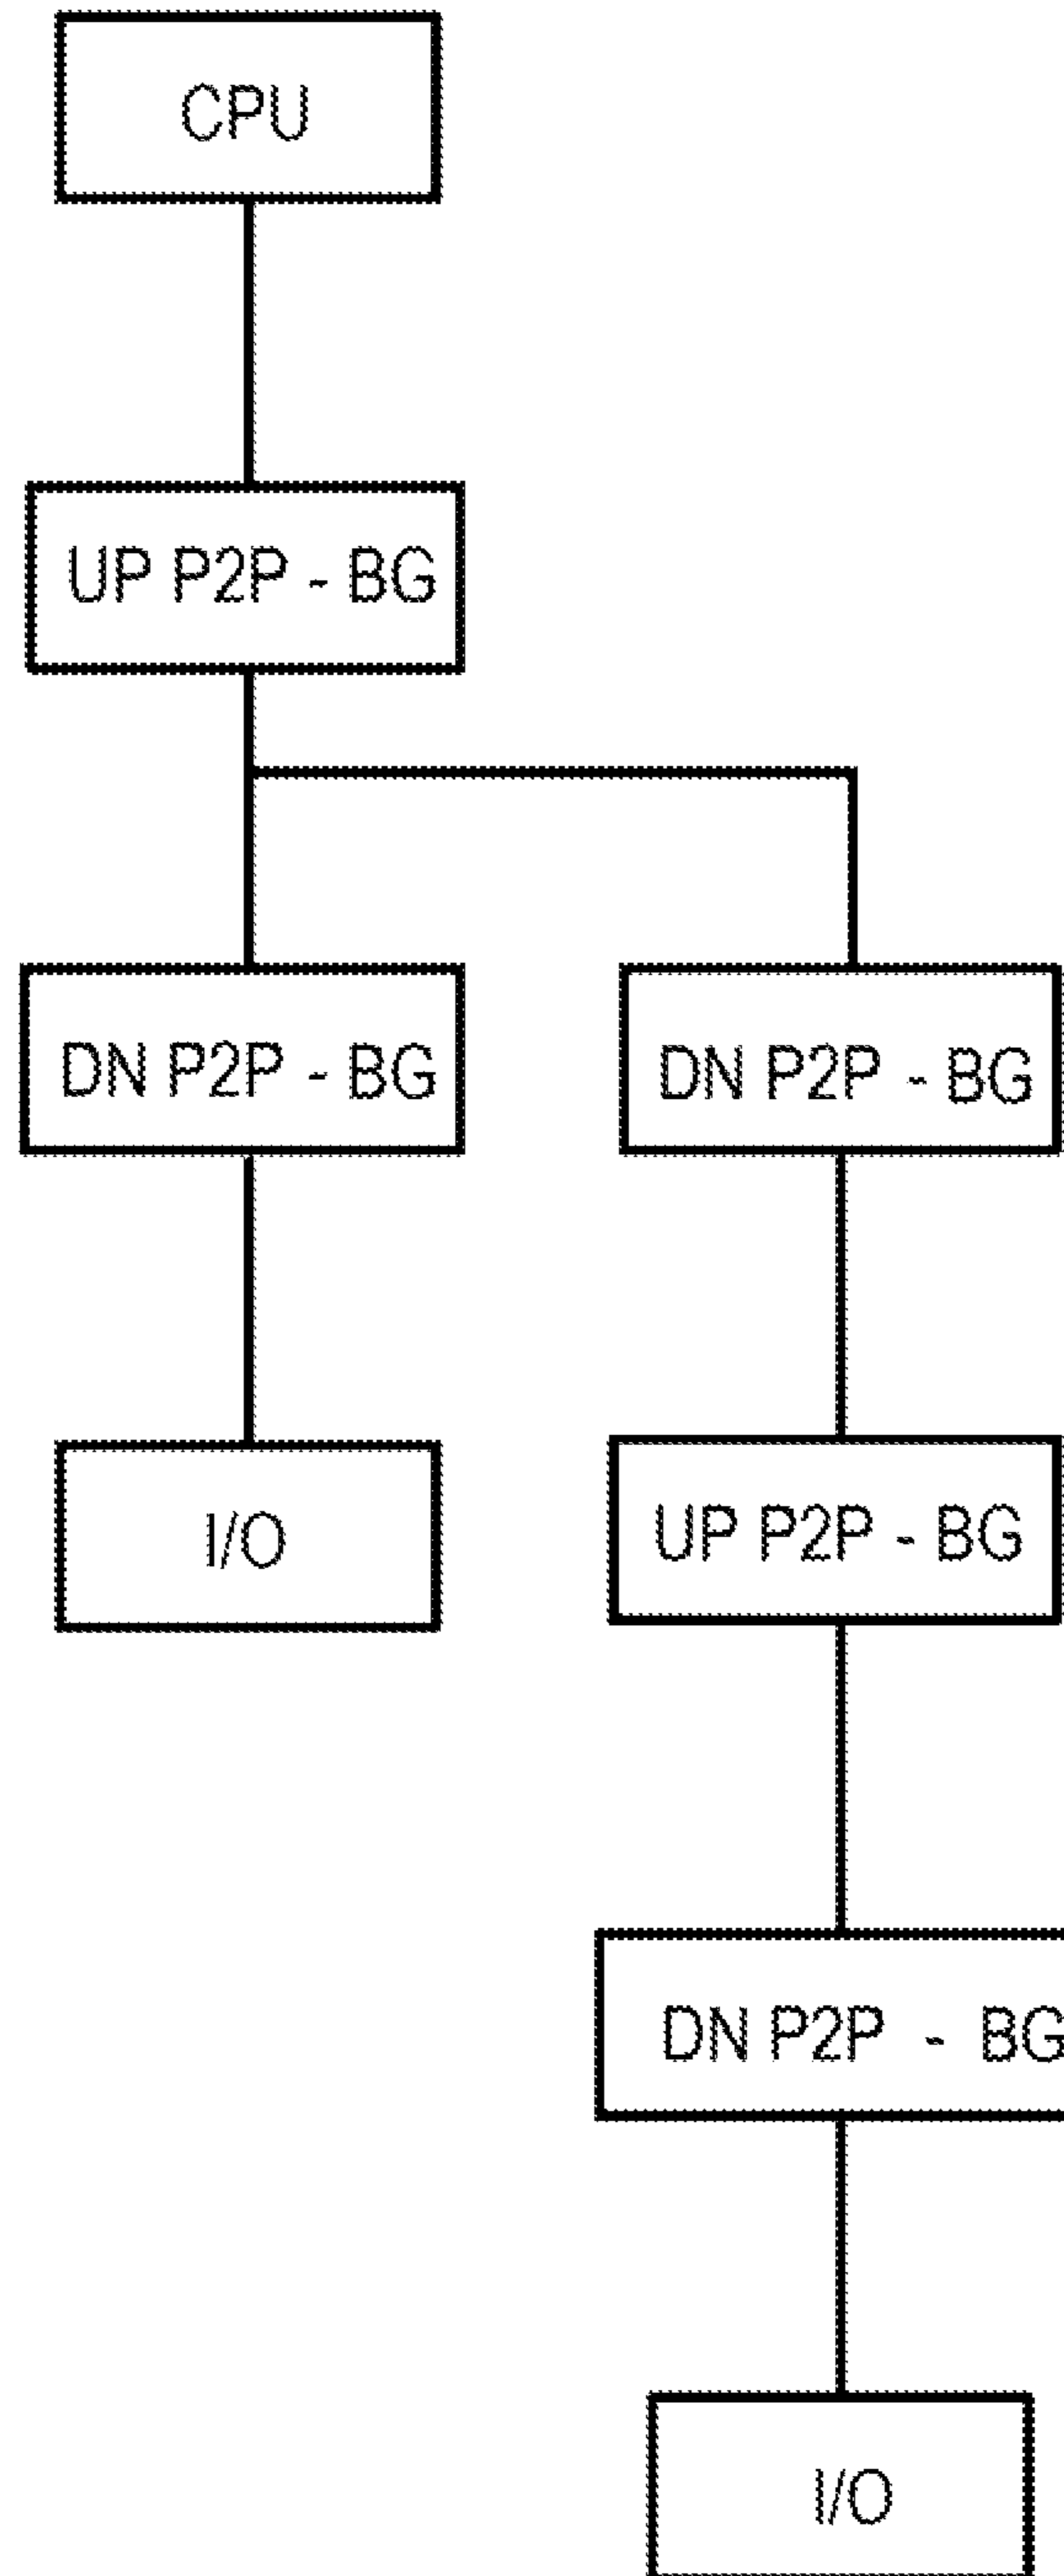 CPU
UP P2P - BG
DN P2P - BG
DN P2P - BG
I/O
UP P2P - BG
DN P2P - BG
I/O